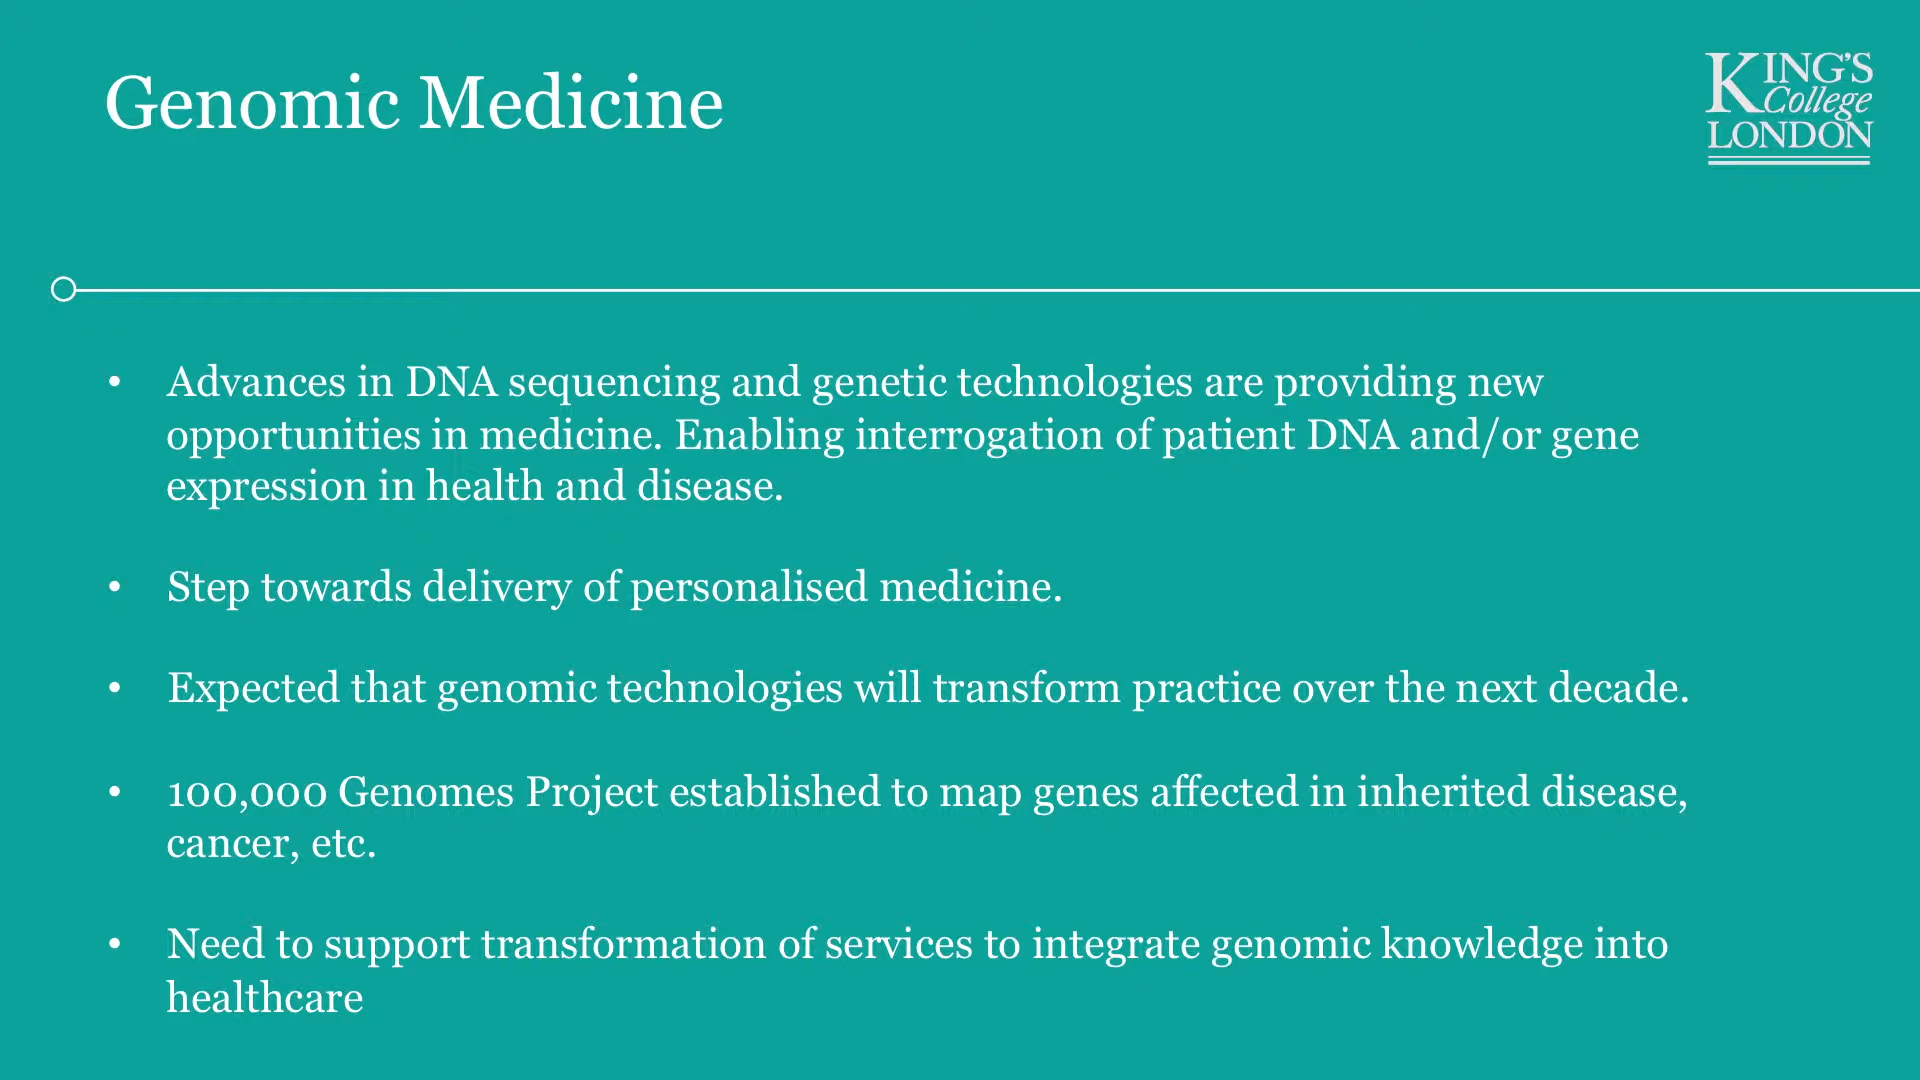 Genomic Medicine
KING'S
College
LONDON
• Advances in DNA sequencing and genetic technologies are providing new
opportunities in medicine. Enabling interrogation of patient DNA and/or gene
expression in health and disease.
• Step towards delivery of personalised medicine.
• Expected that genomic technologies will transform practice over the next decade.
• 100,000 Genomes Project established to map genes affected in inherited disease,
cancer, etc.
• Need to support transformation of services to integrate genomic knowledge into
healthcare